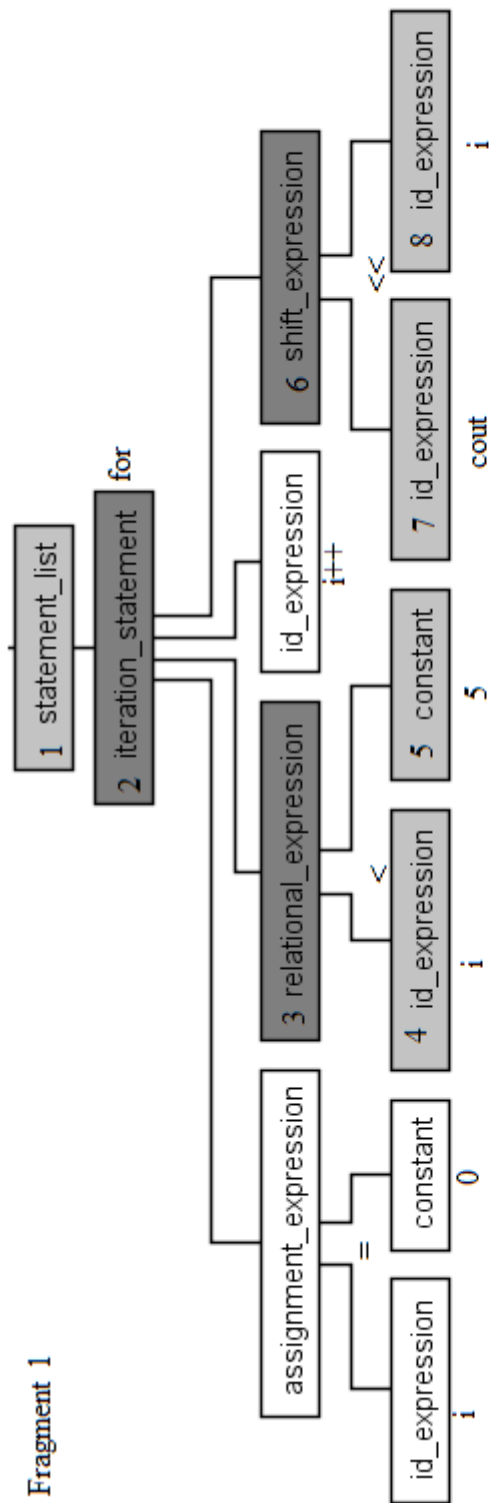 Fragment 1
1 statement_list
2 iteration_statement
for
assignment_expression
3 relational_expression
id_expression
i++
6 shift_expression
=
<
<<
id_expression
constant
4 id_expression
5 constant
7 id_expression
8 id_expression
i
0
i
5
cout
i